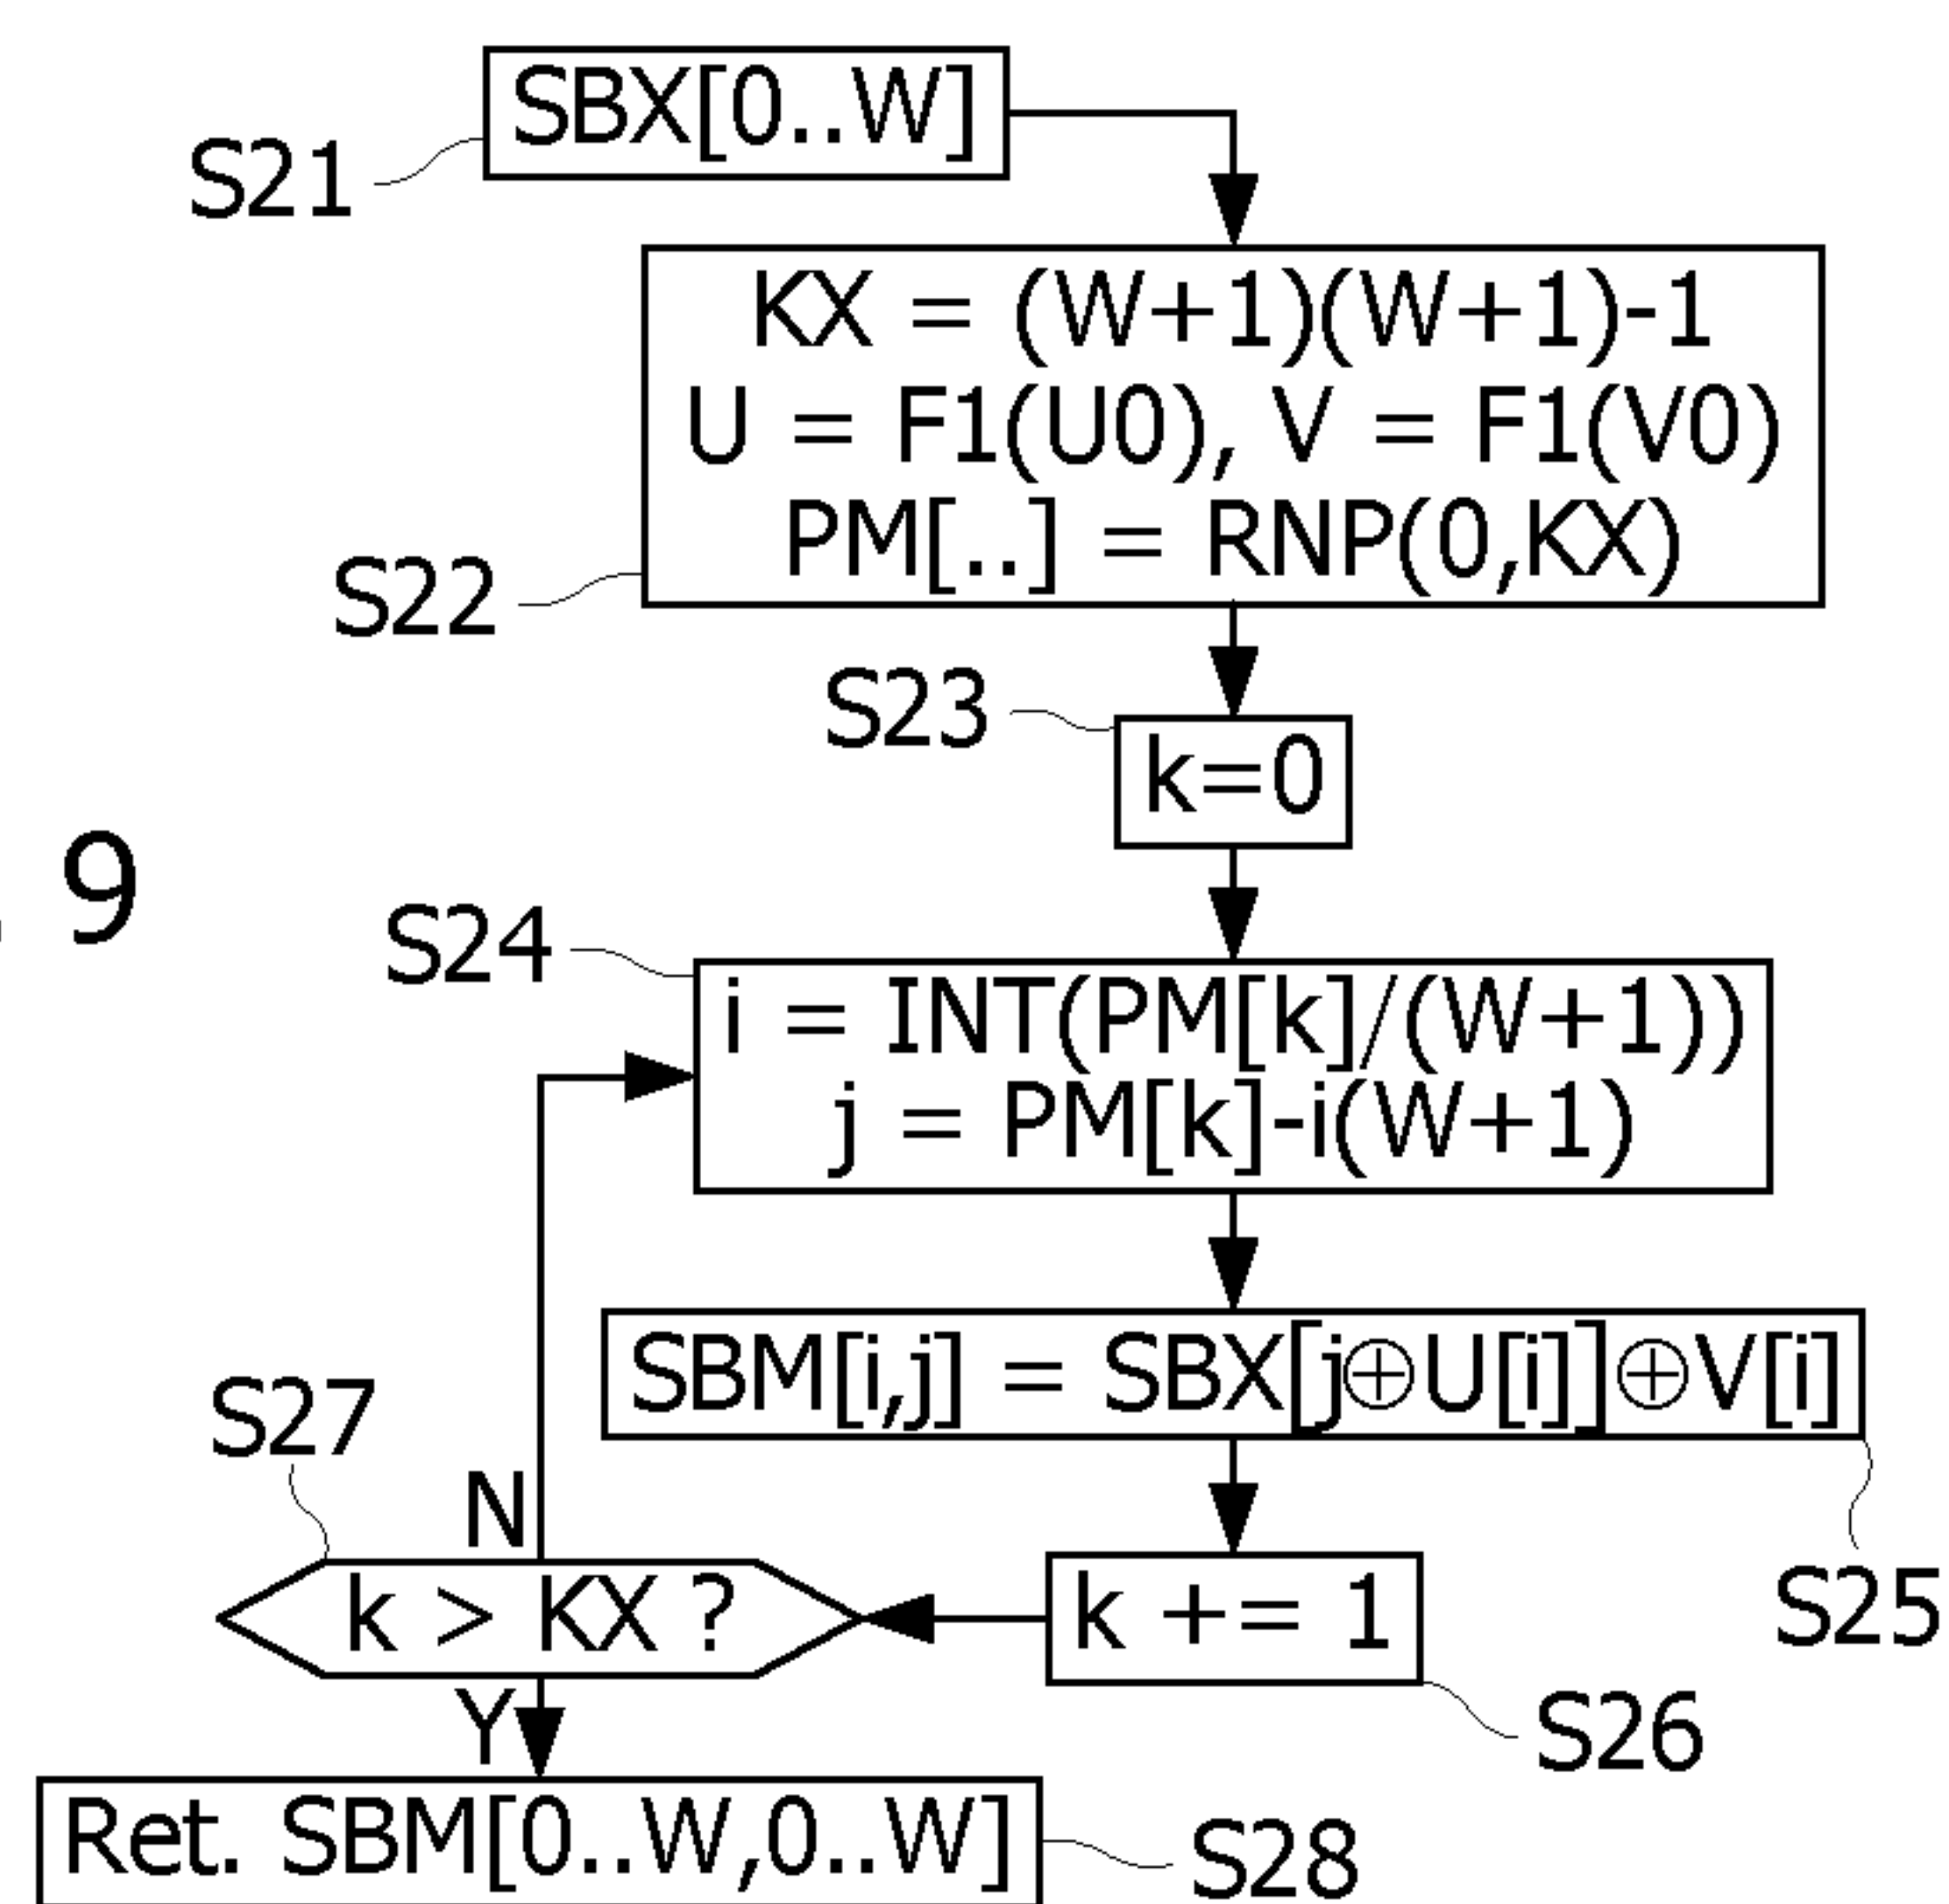 SBX[0..W]
S21
KX = (W+1)(W+1)-1
U = F1(U0), V = F1(V0)
PM[..] = RNP(0,KX)
S22
S23
k=0
9
S24
i = INT(PM[k]/(W+1))
j = PM[k]-i(W+1)
SBM[i,j] = SBX[j⊕U[i]]⊕V[i]
S27
N
k > KX ?
k += 1
S25
Y
S26
Ret. SBM[0..W,0..W]
S28